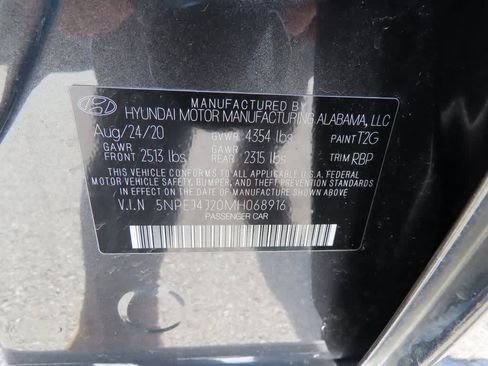 MANUFACTURED BY
HYUNDAI MOTOR MANUFACTURING ALABAMA, LLC
Aug/24/20 GVWR 4354 lbs PAINT T2G
GAWR FRONT 2513 lbs GAWR REAR 2315 lbs TRIM RBP
THIS VEHICLE CONFORMS TO ALL APPLICABLE U.S. FEDERAL
MOTOR VEHICLE SAFETY, BUMPER, AND THEFT PREVENTION STANDARDS
IN EFFECT ON THE DATE OF MANUFACTURE SHOWN ABOVE.
V.I.N 5NPEJ4J20MH068916
PASSENGER CAR